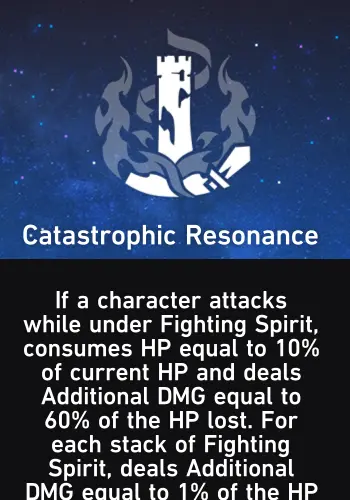 Catastrophic Resonance
If a character attacks
while under Fighting Spirit,
consumes HP equal to 10%
of current HP and deals
Additional DMG equal to
60% of the HP lost. For
each stack of Fighting
Spirit, deals Additional
DMG equal to 1% of the HP